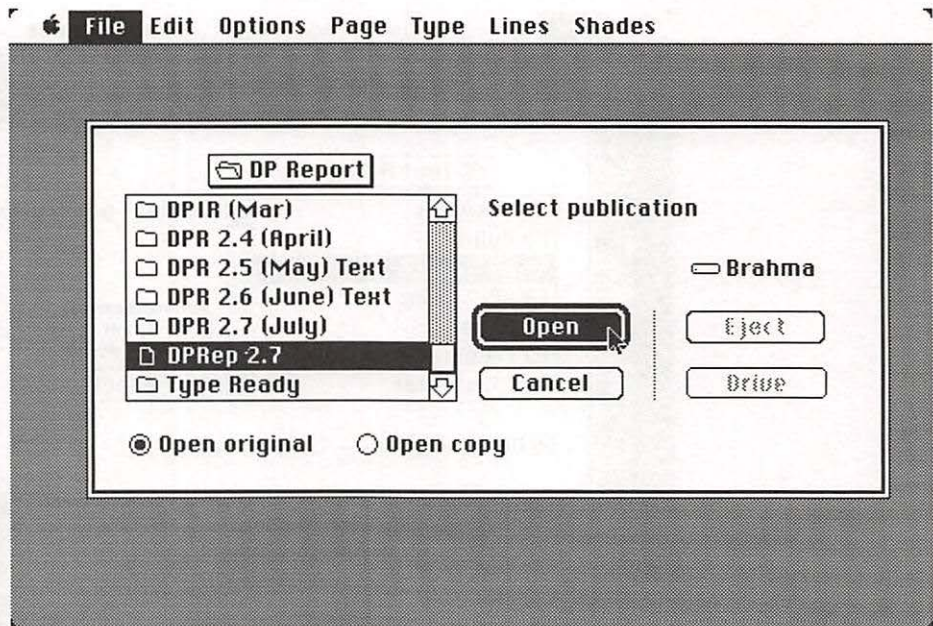 File Edit Options Page Type Lines Shades
DP Report
DPIR (Mar)
DPR 2.4 (April)
DPR 2.5 (May) Text
DPR 2.6 (June) Text
DPR 2.7 (July)
DPRep 2.7
Type Ready
Select publication
Brahma
Open
Eject
Cancel
Drive
Open original
Open copy